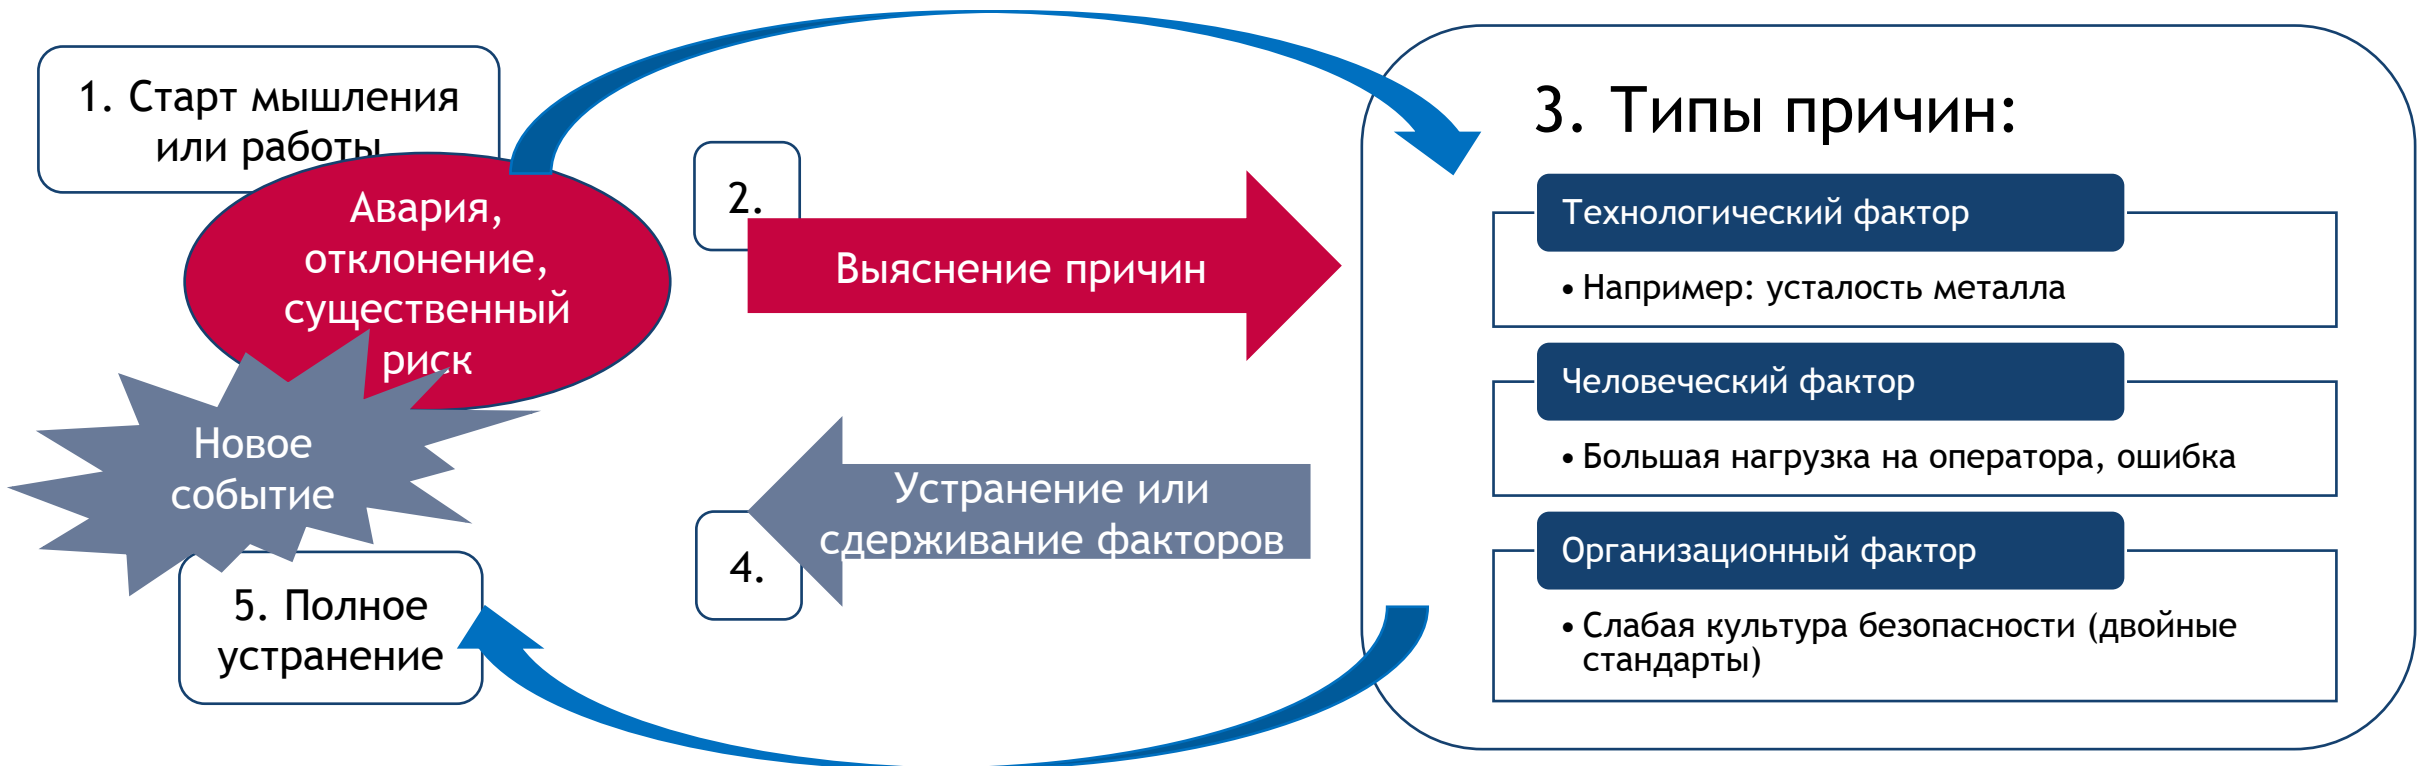 1. Старт мышления
или работы
Авария,
отклонение,
существенный
риск
Новое
событие
5. Полное
устранение
2.
Выяснение причин
Устранение или
сдерживание факторов
4.
3. Типы причин:
Технологический фактор
• Например: усталость металла
Человеческий фактор
• Большая нагрузка на оператора, ошибка
Организационный фактор
• Слабая культура безопасности (двойные
стандарты)